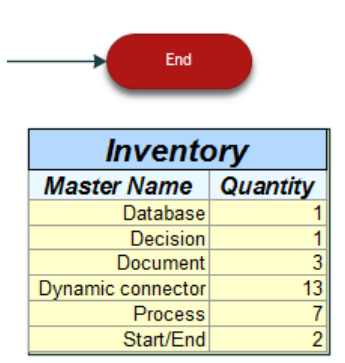 End
Inventory
Master Name Quantity
Database 1
Decision 1
Document 3
Dynamic connector 13
Process 7
Start/End 2